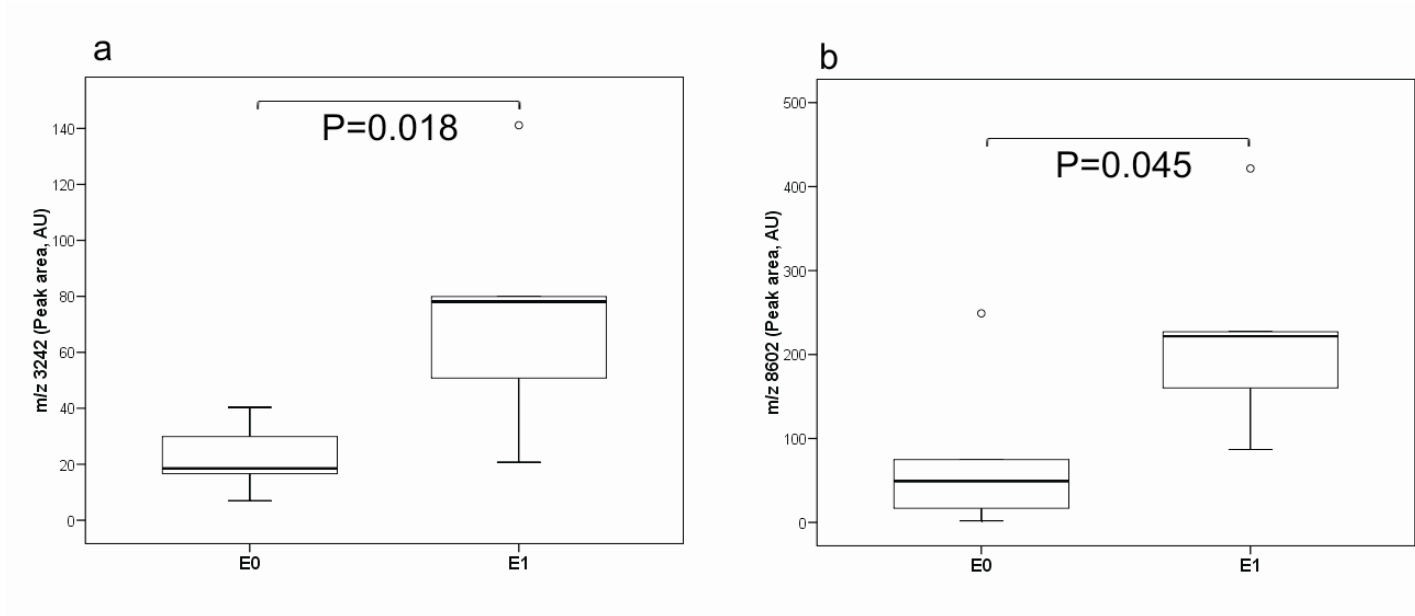 a
P=0.018
m/z 3242 (Peak area, AU)
140
120
100
80
60
40
20
0
E0
E1
b
P=0.045
m/z 8602 (Peak area, AU)
500
400
300
200
100
0
E0
E1